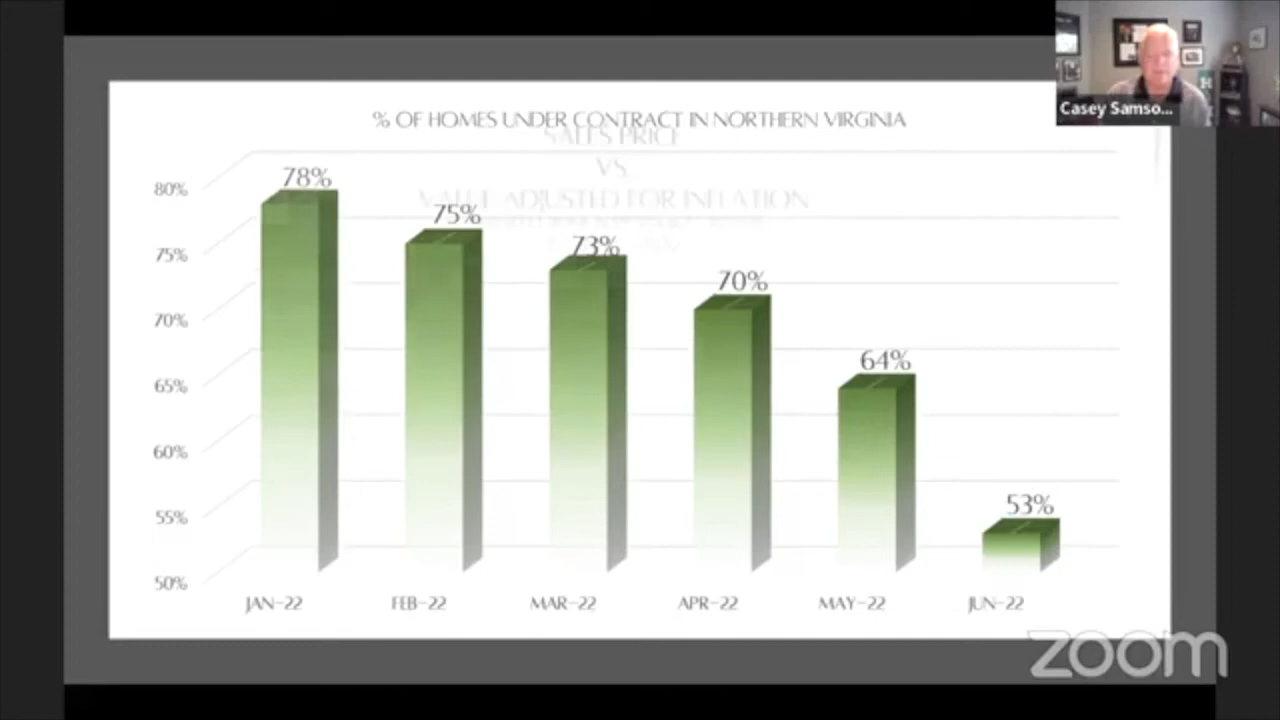 % OF HOMES UNDER CONTRACT IN NORTHERN VIRGINIA
SALES PRICE
VS.
VALUE ADJUSTED FOR INFLATION
Casey Samso...
80%
75%
70%
65%
60%
55%
50%
78%
75%
73%
70%
64%
53%
JAN-22
FEB-22
MAR-22
APR-22
MAY-22
JUN-22
zoom